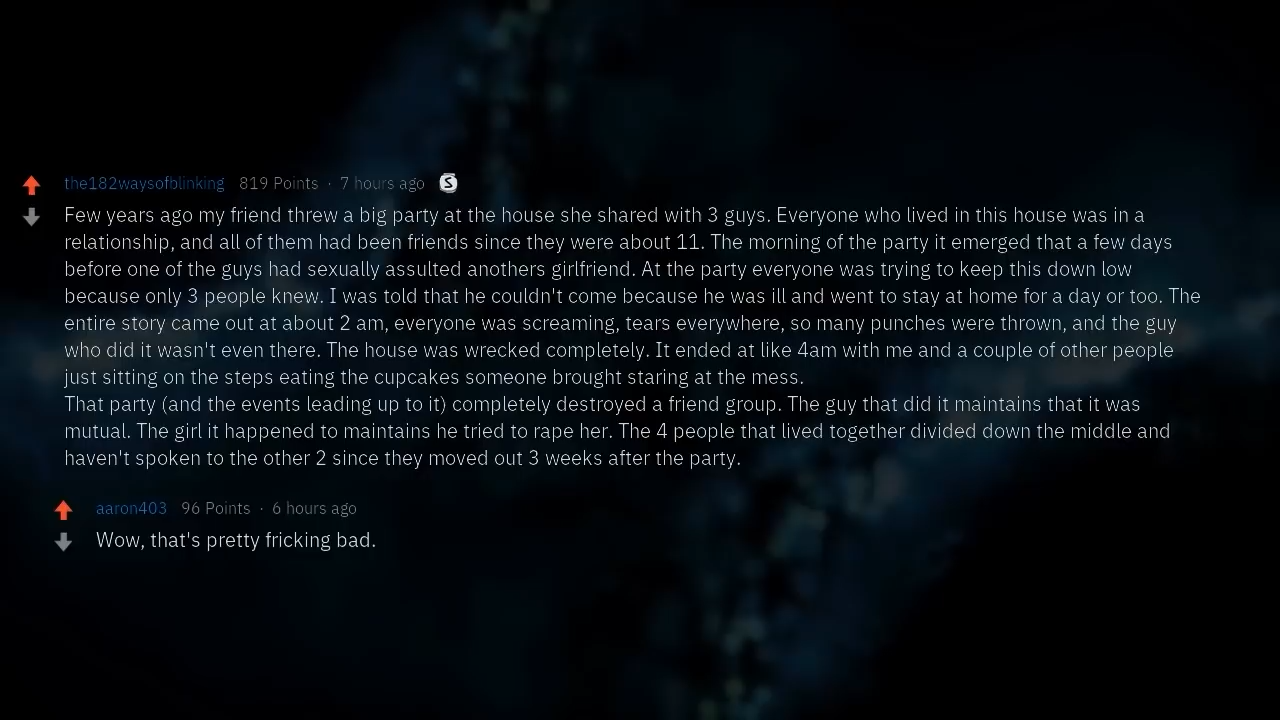 the182waysofblinking 819 Points · 7 hours ago S
Few years ago my friend threw a big party at the house she shared with 3 guys. Everyone who lived in this house was in a
relationship, and all of them had been friends since they were about 11. The morning of the party it emerged that a few days
before one of the guys had sexually assulted anothers girlfriend. At the party everyone was trying to keep this down low
because only 3 people knew. I was told that he couldn't come because he was ill and went to stay at home for a day or too. The
entire story came out at about 2 am, everyone was screaming, tears everywhere, so many punches were thrown, and the guy
who did it wasn't even there. The house was wrecked completely. It ended at like 4am with me and a couple of other people
just sitting on the steps eating the cupcakes someone brought staring at the mess.
That party (and the events leading up to it) completely destroyed a friend group. The guy that did it maintains that it was
mutual. The girl it happened to maintains he tried to rape her. The 4 people that lived together divided down the middle and
haven't spoken to the other 2 since they moved out 3 weeks after the party.
aaron403 96 Points · 6 hours ago
Wow, that's pretty fricking bad.